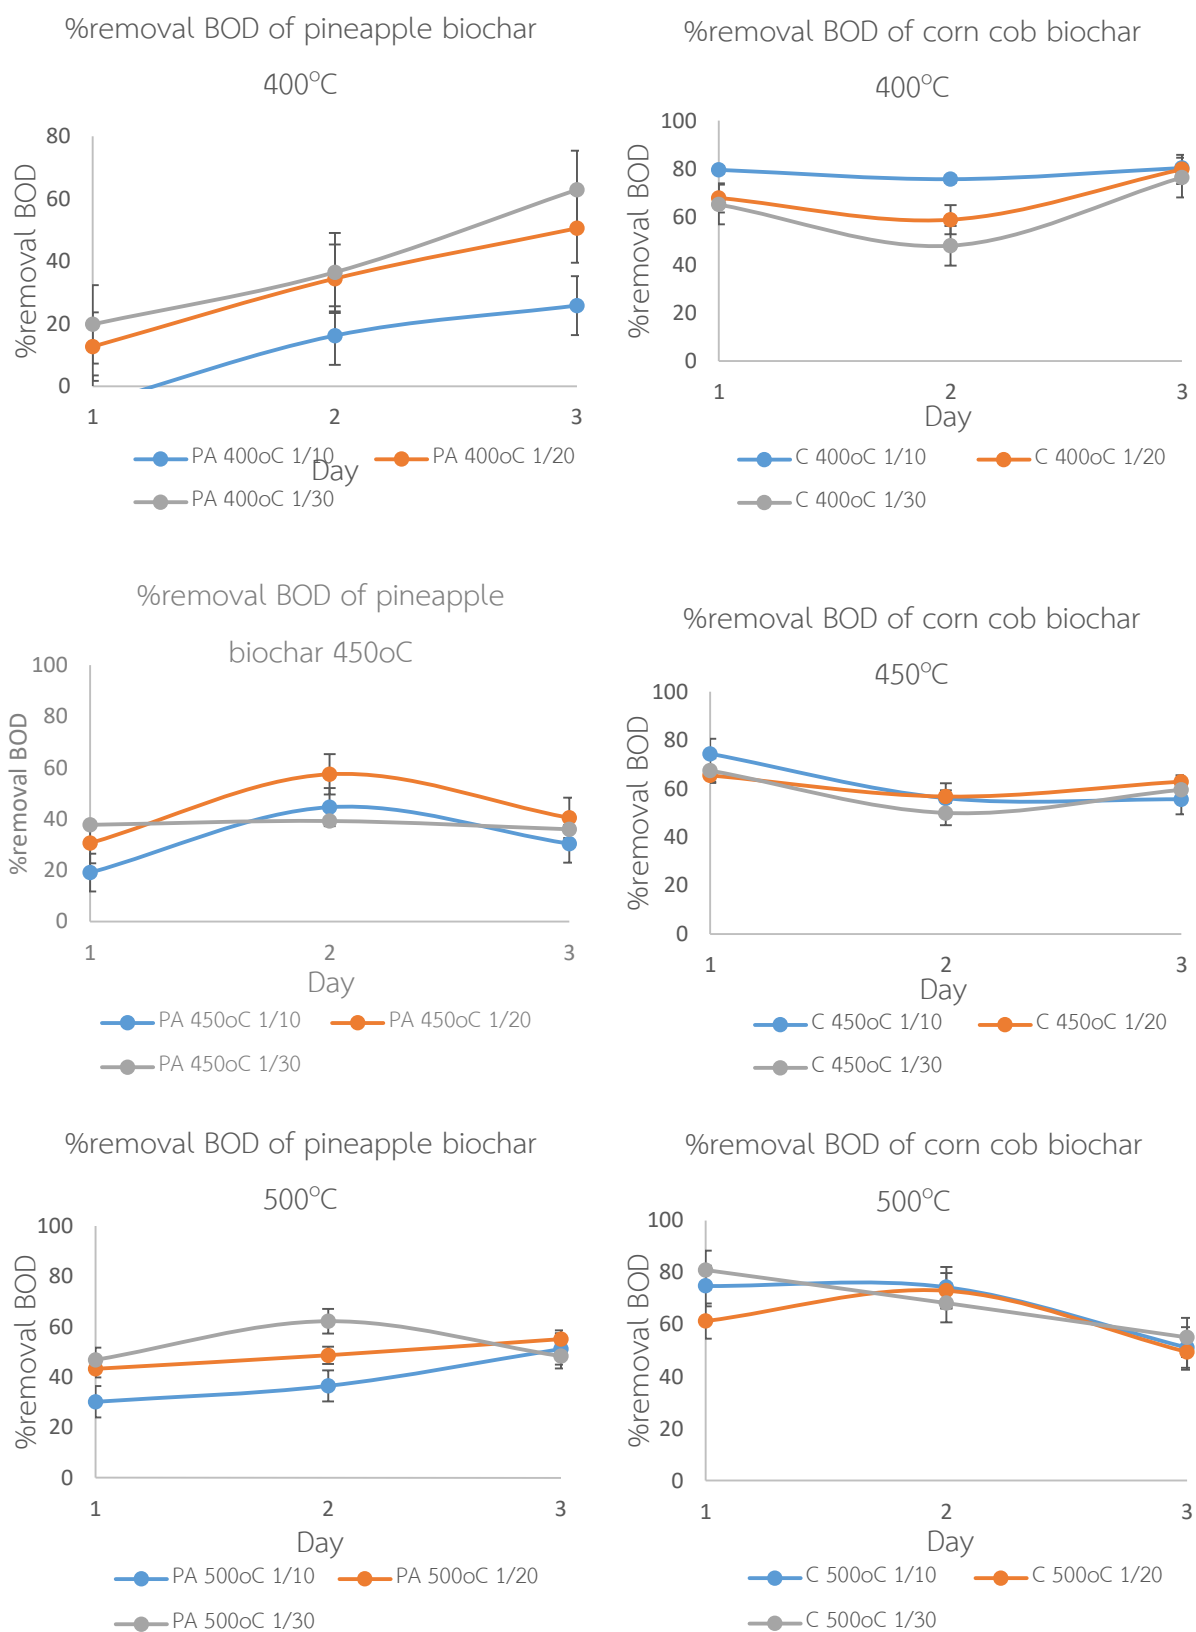 %removal BOD of pineapple biochar
400°C
80
60
40
20
0
%removal BOD
1 2 3
Day
PA 400oC 1/10 PA 400oC 1/20
PA 400oC 1/30
%removal BOD of corn cob biochar
400°C
100
80
60
40
20
0
%removal BOD
1 2 3
Day
C 400oC 1/10 C 400oC 1/20
C 400oC 1/30
%removal BOD of pineapple
biochar 450oC
100
80
60
40
20
0
%removal BOD
1 2 3
Day
PA 450oC 1/10 PA 450oC 1/20
PA 450oC 1/30
%removal BOD of corn cob biochar
450°C
100
80
60
40
20
0
%removal BOD
1 2 3
Day
C 450oC 1/10 C 450oC 1/20
C 450oC 1/30
%removal BOD of pineapple biochar
500°C
100
80
60
40
20
0
%removal BOD
1 2 3
Day
PA 500oC 1/10 PA 500oC 1/20
PA 500oC 1/30
%removal BOD of corn cob biochar
500°C
100
80
60
40
20
0
%removal BOD
1 2 3
Day
C 500oC 1/10 C 500oC 1/20
C 500oC 1/30